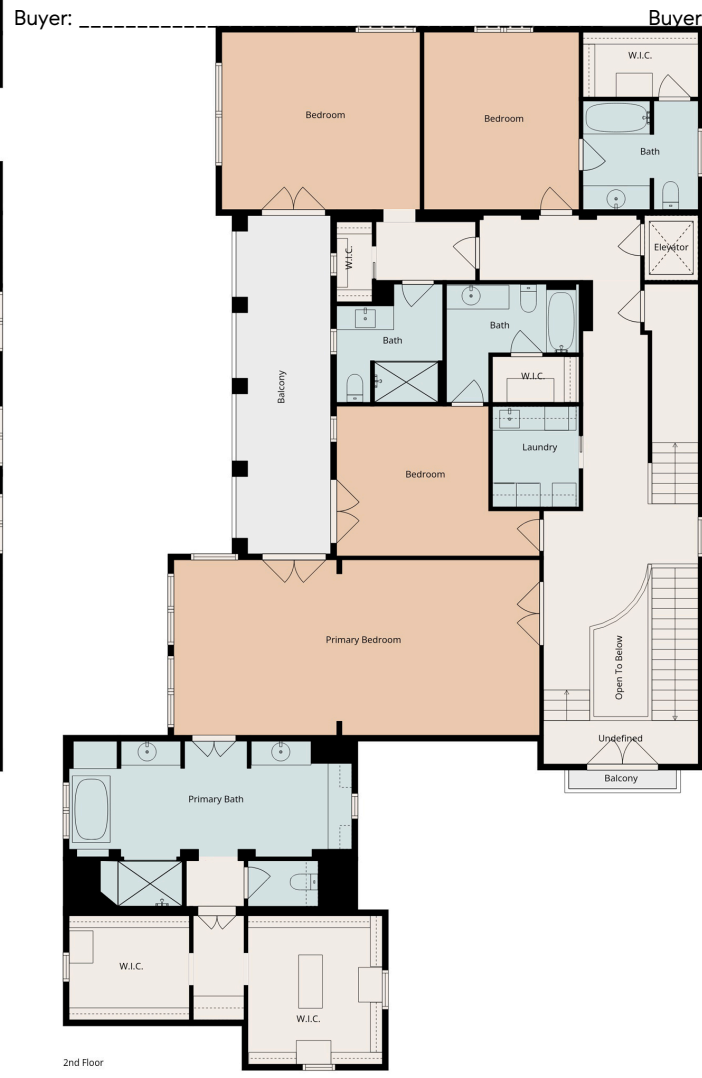 Buyer: _______________ Buyer
W.I.C.
Bedroom
Bedroom
Bath
Elevator
W.I.C.
Bath
Bath
W.I.C.
Balcony
Laundry
Bedroom
Primary Bedroom
Open To Below
Undefined
Balcony
Primary Bath
W.I.C.
W.I.C.
2nd Floor